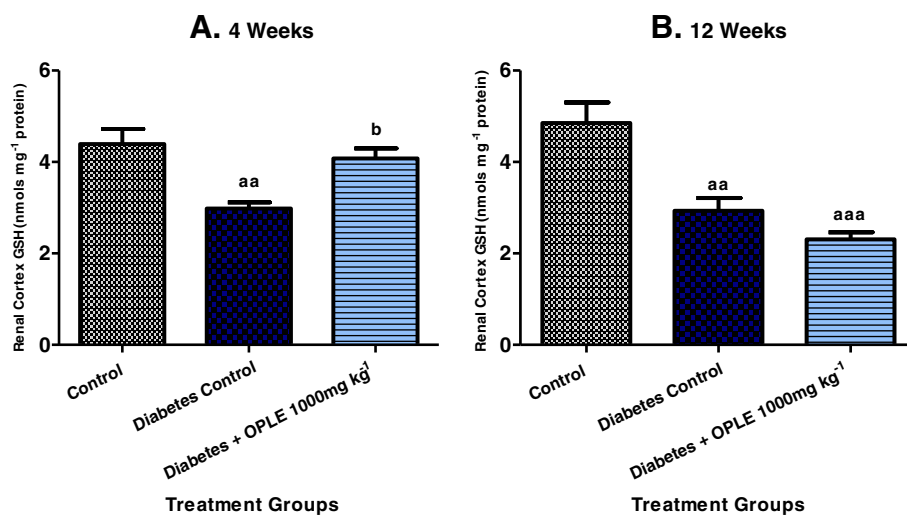 A. 4 Weeks
Renal Cortex GSH (nmols mg⁻¹ protein)
6
4
2
0
aa
b
Control
Diabetes Control
Diabetes + OPLE 1000mg kg⁻¹
Treatment Groups
B. 12 Weeks
Renal Cortex GSH (nmols mg⁻¹ protein)
6
4
2
0
aa
aaa
Control
Diabetes Control
Diabetes + OPLE 1000mg kg⁻¹
Treatment Groups